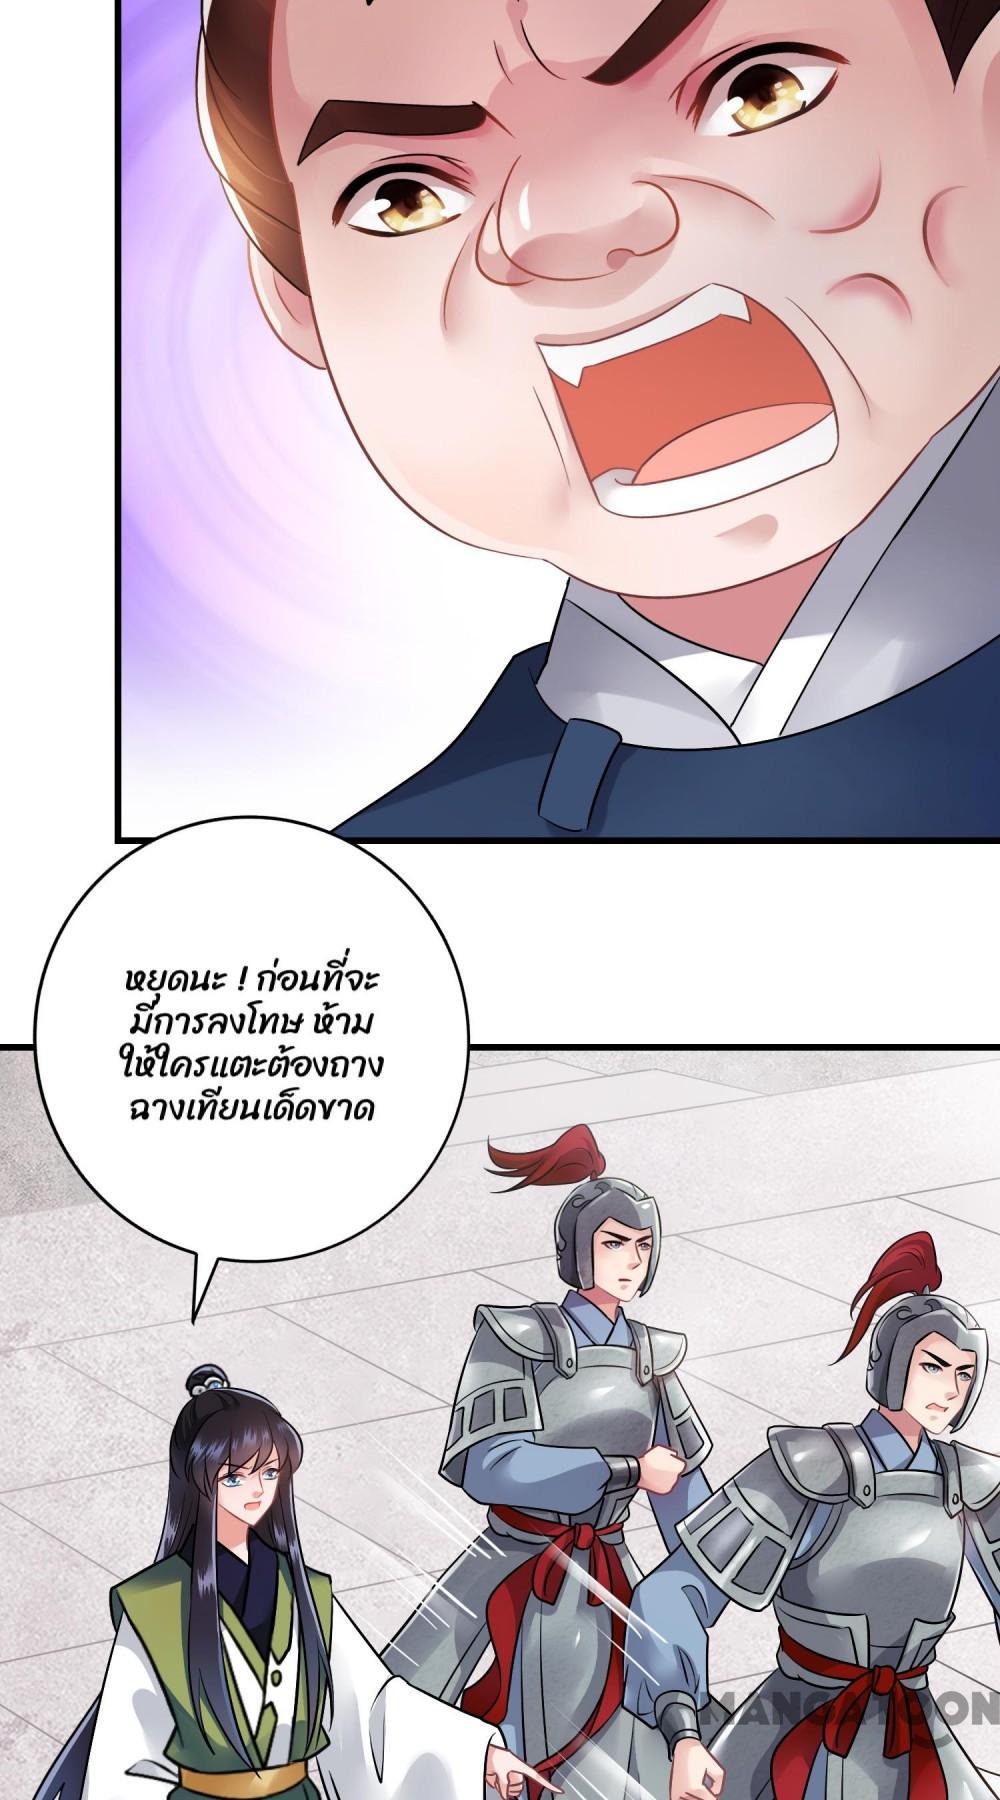 หยุดนะ ! ก่อนที่จะ
มีการลงโทษ ห้าม
ให้ใครแตะต้องถาง
ฉางเทียนเด็ดขาด
MANGATOON